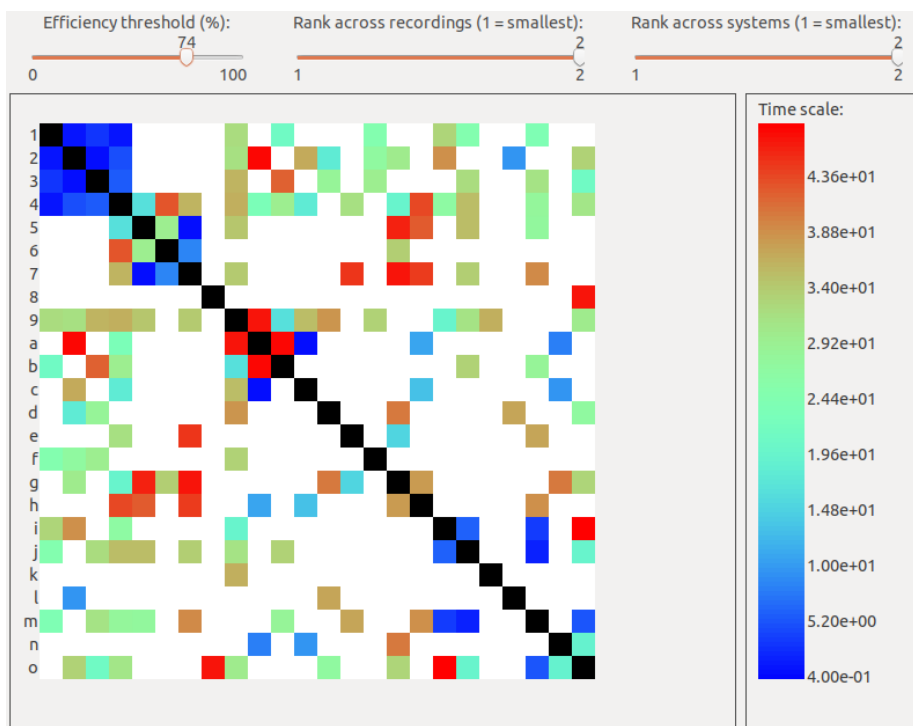 Efficiency threshold (%): Rank across recordings (1 = smallest): Rank across systems (1 = smallest):
74 2 2
0 100 1 2 1 2
Time scale:
1
2
3
4
5
6
7
8
9
a
b
c
d
e
f
g
h
i
j
k
l
m
n
o
4.36e+01
3.88e+01
3.40e+01
2.92e+01
2.44e+01
1.96e+01
1.48e+01
1.00e+01
5.20e+00
4.00e-01